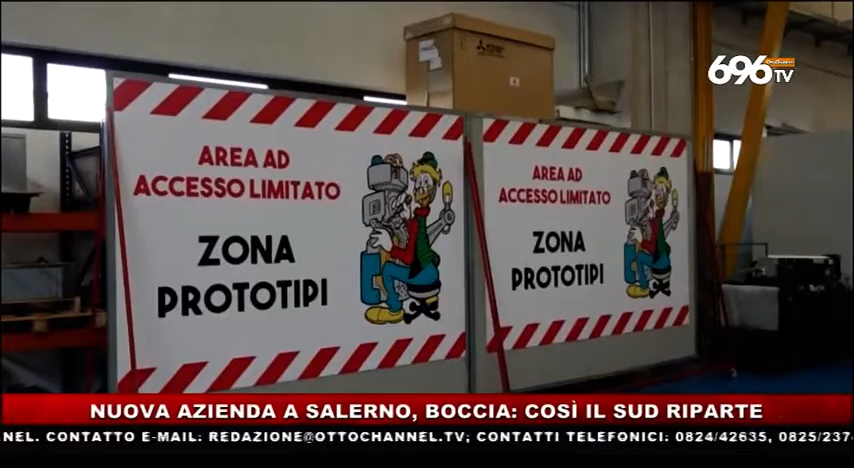 696
TV
AREA AD
ACCESSO LIMITATO
ZONA
PROTOTIPI
AREA AD
ACCESSO LIMITATO
ZONA
PROTOTIPI
NUOVA AZIENDA A SALERNO, BOCCIA: COSÌ IL SUD RIPARTE
NEL. CONTATTO E-MAIL: REDAZIONE@OTTOCHANNEL.TV; CONTATTI TELEFONICI: 0824/42635, 0825/237